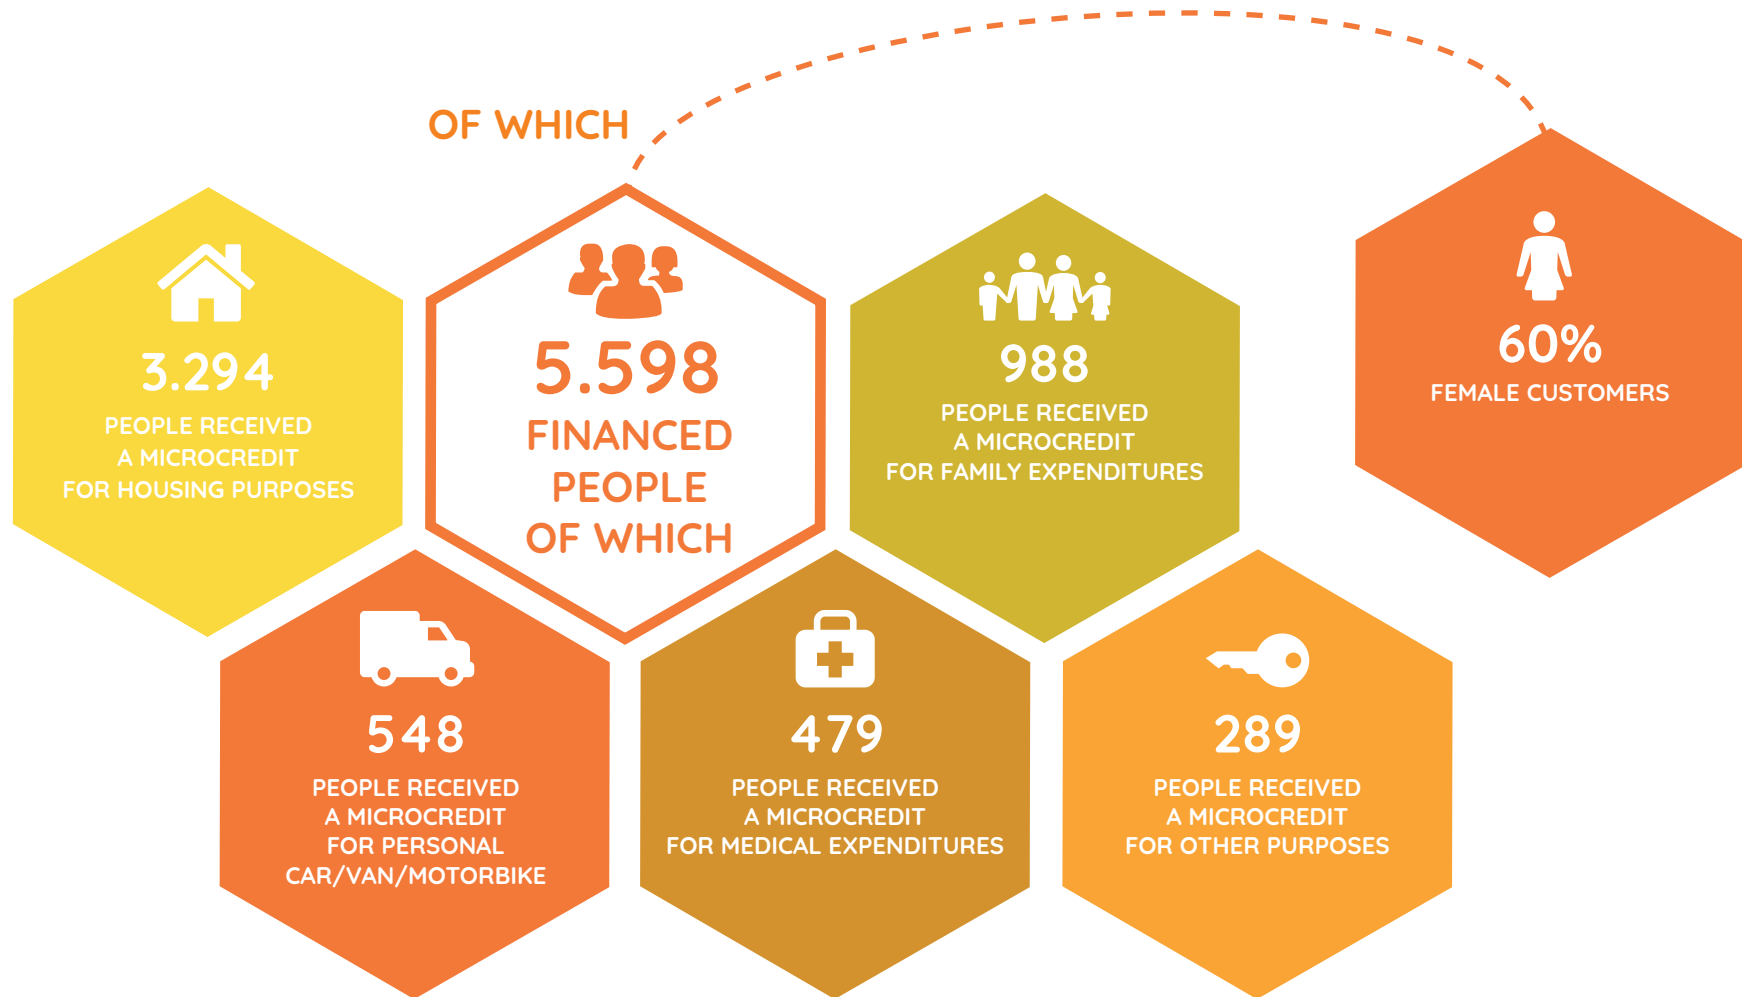 OF WHICH
3.294
PEOPLE RECEIVED
A MICROCREDIT
FOR HOUSING PURPOSES
5.598
FINANCED
PEOPLE
OF WHICH
988
PEOPLE RECEIVED
A MICROCREDIT
FOR FAMILY EXPENDITURES
60%
FEMALE CUSTOMERS
548
PEOPLE RECEIVED
A MICROCREDIT
FOR PERSONAL
CAR/VAN/MOTORBIKE
479
PEOPLE RECEIVED
A MICROCREDIT
FOR MEDICAL EXPENDITURES
289
PEOPLE RECEIVED
A MICROCREDIT
FOR OTHER PURPOSES